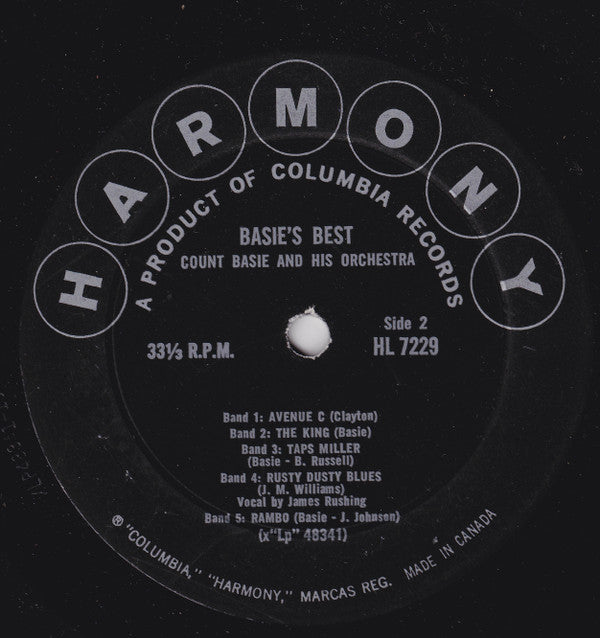 HARMONY
A PRODUCT OF COLUMBIA RECORDS
BASIE'S BEST
COUNT BASIE AND HIS ORCHESTRA
33⅓ R.P.M.
Side 2
HL 7229
Band 1: AVENUE C (Clayton)
Band 2: THE KING (Basie)
Band 3: TAPS MILLER
(Basie - B. Russell)
Band 4: RUSTY DUSTY BLUES
(J. M. Williams)
Vocal by James Rushing
Band 5: RAMBO (Basie - J. Johnson)
(x"Lp" 48341)
® "COLUMBIA," "HARMONY," MARCAS REG. MADE IN CANADA